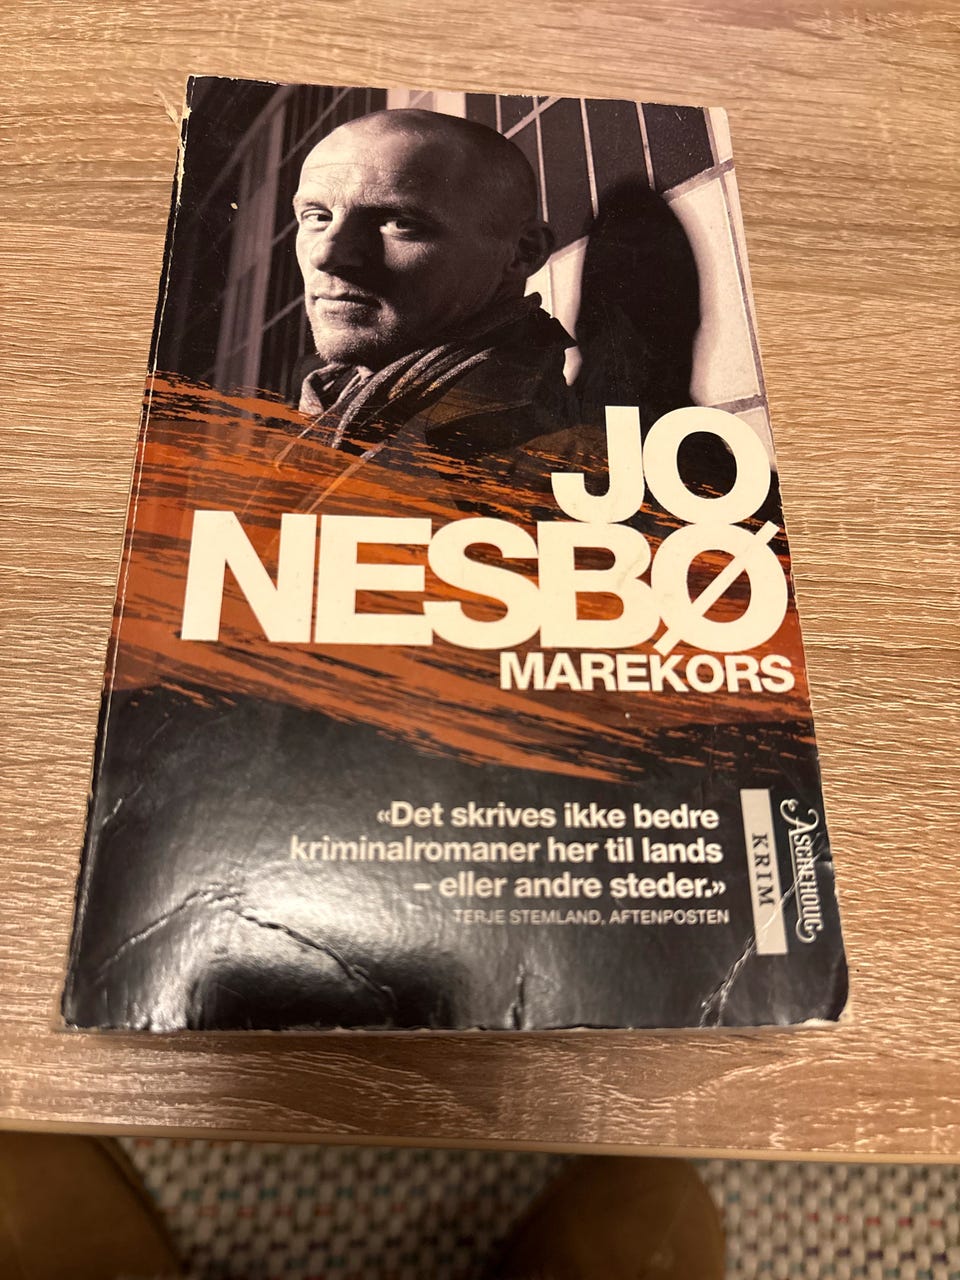 JO
NESBØ
MAREKORS
«Det skrives ikke bedre
kriminalromaner her til lands
– eller andre steder.»
TERJE STEMLAND, AFTENPOSTEN
KRIM
ASCHEHOUG